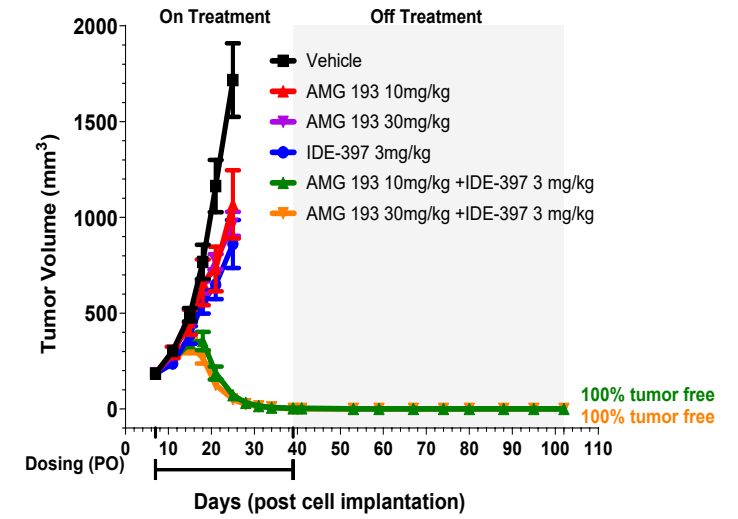 On Treatment
Off Treatment
Tumor Volume (mm³)
2000
1500
1000
500
0
Vehicle
AMG 193 10mg/kg
AMG 193 30mg/kg
IDE-397 3mg/kg
AMG 193 10mg/kg +IDE-397 3 mg/kg
AMG 193 30mg/kg +IDE-397 3 mg/kg
100% tumor free
100% tumor free
0 10 20 30 40 50 60 70 80 90 100 110
Dosing (PO)
Days (post cell implantation)